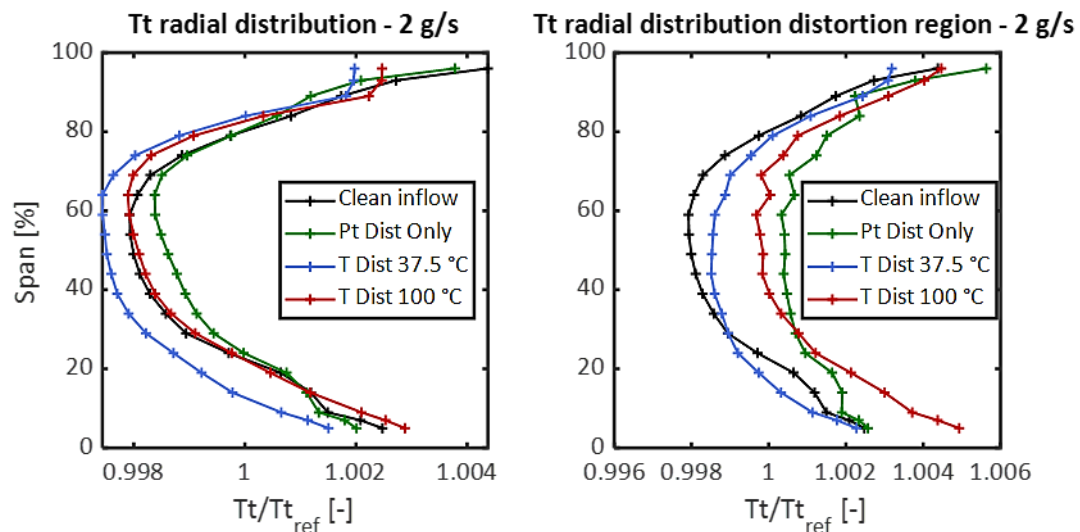 Tt radial distribution - 2 g/s
100
80
60
40
20
0
Span [%]
Clean inflow
Pt Dist Only
T Dist 37.5 °C
T Dist 100 °C
0.998 1 1.002 1.004
Tt/Tt_ref [-]
Tt radial distribution distortion region - 2 g/s
100
80
60
40
20
0
Clean inflow
Pt Dist Only
T Dist 37.5 °C
T Dist 100 °C
0.996 0.998 1 1.002 1.004 1.006
Tt/Tt_ref [-]